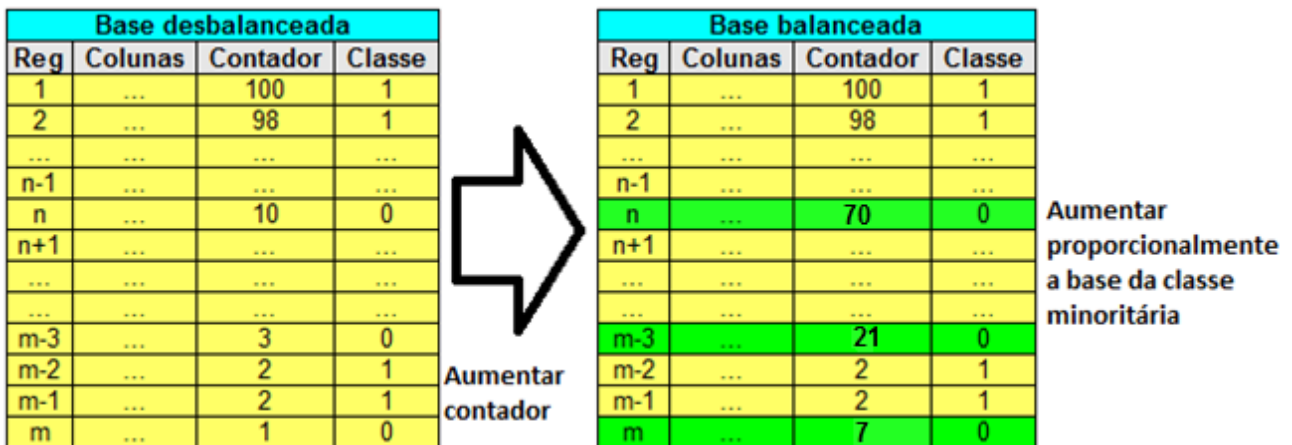 Base desbalanceada
Reg Colunas Contador Classe
1 ... 100 1
2 ... 98 1
... ... ... ...
n-1 ... ... ...
n ... 10 0
n+1 ... ... ...
... ... ... ...
... ... ... ...
m-3 ... 3 0
m-2 ... 2 1
m-1 ... 2 1
m ... 1 0
Aumentar
contador
Base balanceada
Reg Colunas Contador Classe
1 ... 100 1
2 ... 98 1
... ... ... ...
n-1 ... ... ...
n ... 70 0
n+1 ... ... ...
... ... ... ...
... ... ... ...
m-3 ... 21 0
m-2 ... 2 1
m-1 ... 2 1
m ... 7 0
Aumentar
proporcionalmente
a base da classe
minoritária